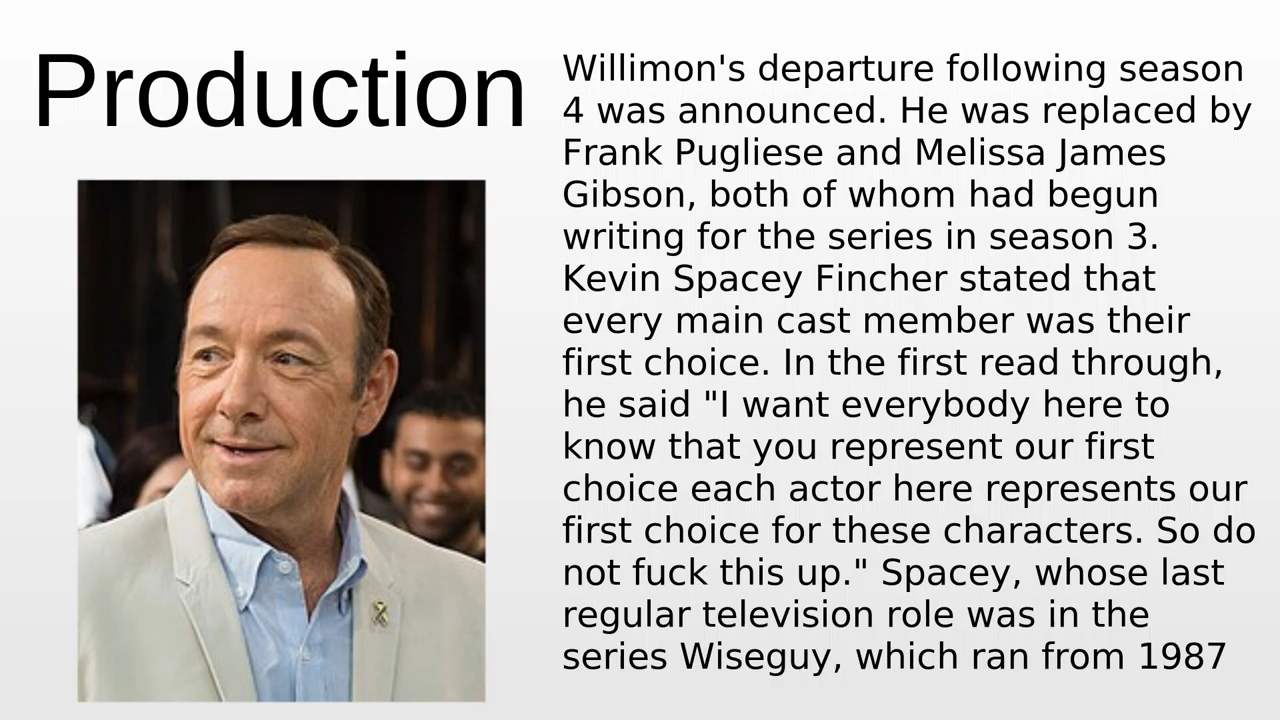 Production
Willimon's departure following season
4 was announced. He was replaced by
Frank Pugliese and Melissa James
Gibson, both of whom had begun
writing for the series in season 3.
Kevin Spacey Fincher stated that
every main cast member was their
first choice. In the first read through,
he said "I want everybody here to
know that you represent our first
choice each actor here represents our
first choice for these characters. So do
not fuck this up." Spacey, whose last
regular television role was in the
series Wiseguy, which ran from 1987